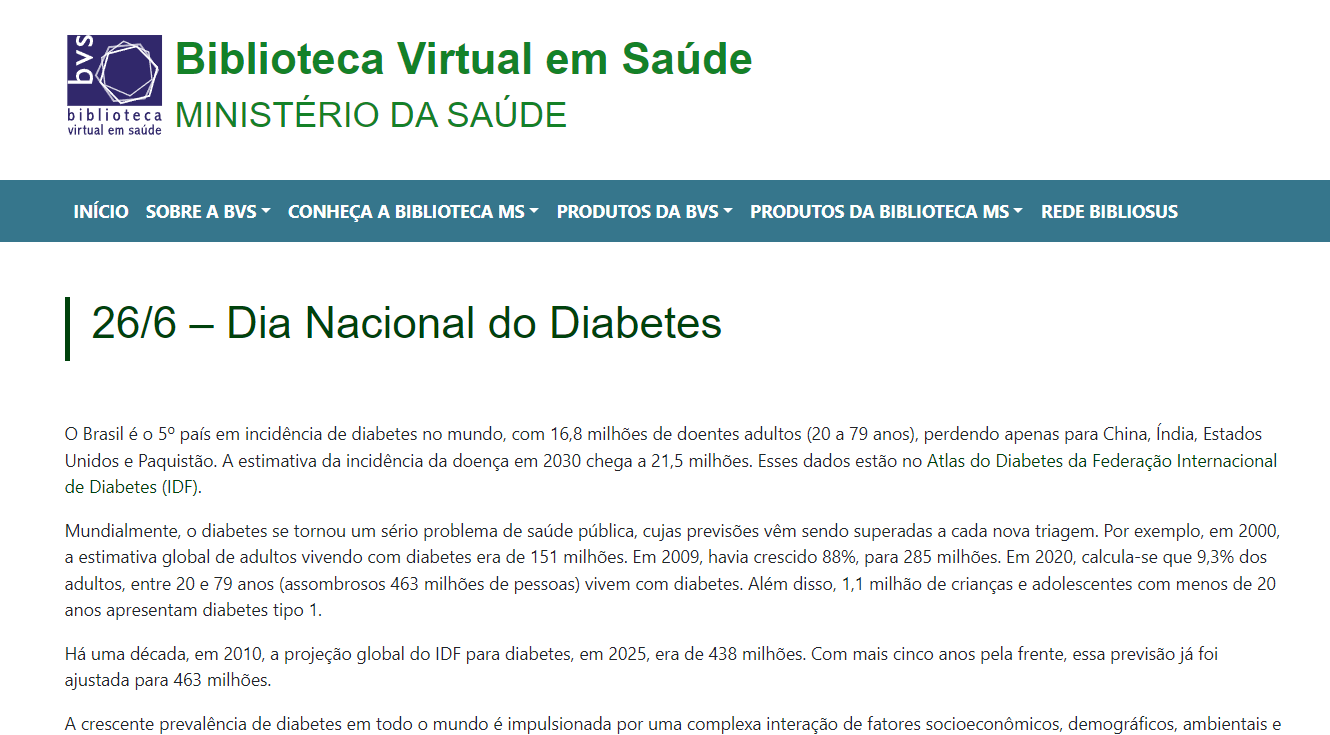 bvs
biblioteca
virtual em saúde
Biblioteca Virtual em Saúde
MINISTÉRIO DA SAÚDE
INÍCIO SOBRE A BVS CONHEÇA A BIBLIOTECA MS PRODUTOS DA BVS PRODUTOS DA BIBLIOTECA MS REDE BIBLIOSUS
26/6 – Dia Nacional do Diabetes
O Brasil é o 5º país em incidência de diabetes no mundo, com 16,8 milhões de doentes adultos (20 a 79 anos), perdendo apenas para China, Índia, Estados
Unidos e Paquistão. A estimativa da incidência da doença em 2030 chega a 21,5 milhões. Esses dados estão no Atlas do Diabetes da Federação Internacional
de Diabetes (IDF).
Mundialmente, o diabetes se tornou um sério problema de saúde pública, cujas previsões vêm sendo superadas a cada nova triagem. Por exemplo, em 2000,
a estimativa global de adultos vivendo com diabetes era de 151 milhões. Em 2009, havia crescido 88%, para 285 milhões. Em 2020, calcula-se que 9,3% dos
adultos, entre 20 e 79 anos (assombrosos 463 milhões de pessoas) vivem com diabetes. Além disso, 1,1 milhão de crianças e adolescentes com menos de 20
anos apresentam diabetes tipo 1.
Há uma década, em 2010, a projeção global do IDF para diabetes, em 2025, era de 438 milhões. Com mais cinco anos pela frente, essa previsão já foi
ajustada para 463 milhões.
A crescente prevalência de diabetes em todo o mundo é impulsionada por uma complexa interação de fatores socioeconômicos, demográficos, ambientais e